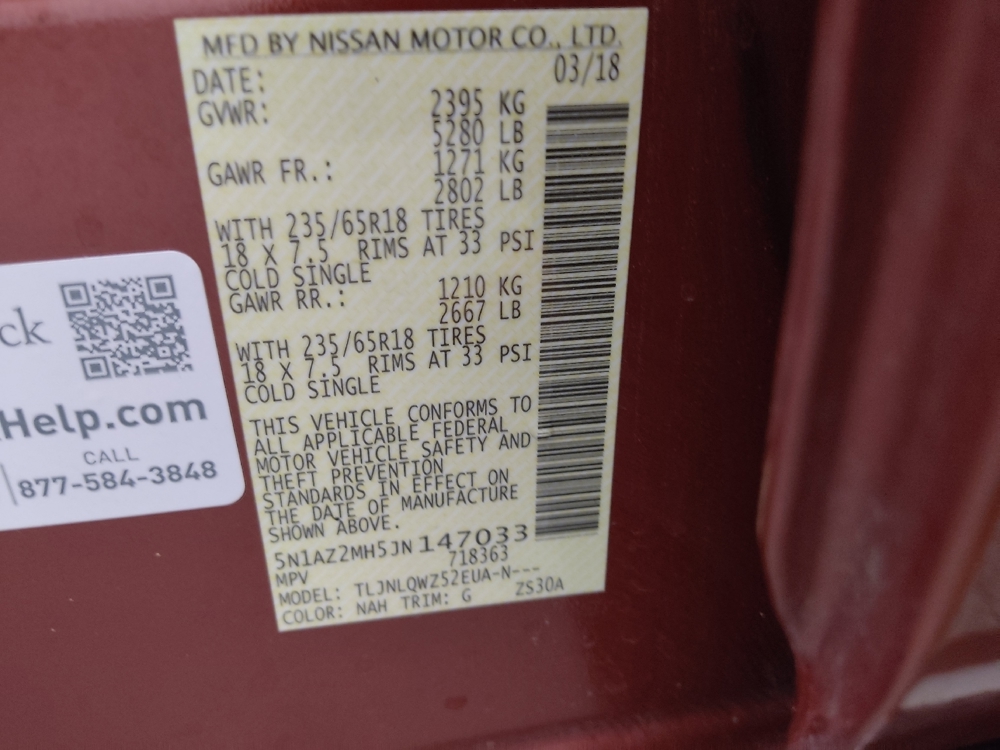 MFD BY NISSAN MOTOR CO., LTD.
DATE: 03/18
GVWR: 2395 KG
5280 LB
GAWR FR.: 1271 KG
2802 LB
WITH 235/65R18 TIRES
18 X 7.5 RIMS AT 33 PSI
COLD SINGLE
GAWR RR.: 1210 KG
2667 LB
WITH 235/65R18 TIRES
18 X 7.5 RIMS AT 33 PSI
COLD SINGLE
THIS VEHICLE CONFORMS TO
ALL APPLICABLE FEDERAL
MOTOR VEHICLE SAFETY AND
THEFT PREVENTION
STANDARDS IN EFFECT ON
THE DATE OF MANUFACTURE
SHOWN ABOVE.
5N1AZ2MH5JN147033
MPV 718363
MODEL: TLJNLQWZ52EUA-N---
COLOR: NAH TRIM: G ZS30A
ck
Help.com
CALL
877-584-3848